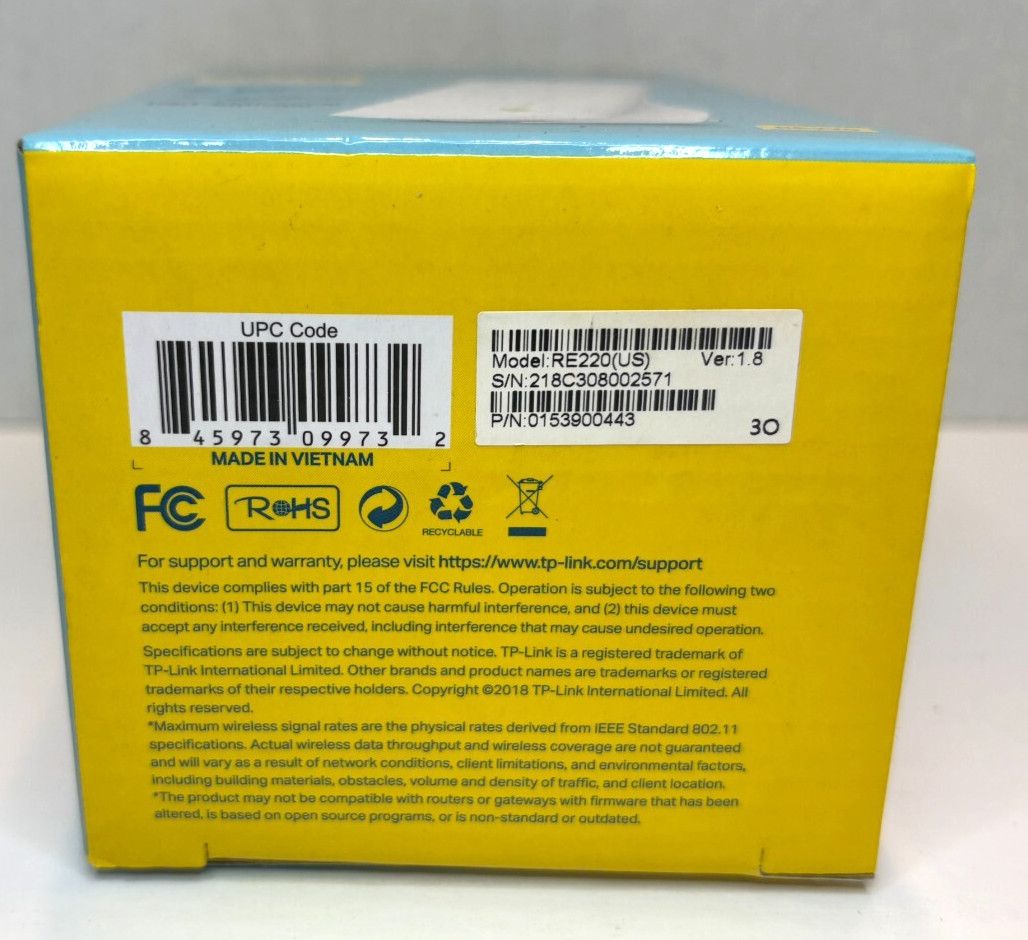 UPC Code
8 45973 09973 2
MADE IN VIETNAM
Model:RE220(US) Ver:1.8
S/N:218C308002571
P/N:0153900443
30
FC
RoHS
RECYCLABLE
For support and warranty, please visit https://www.tp-link.com/support
This device complies with part 15 of the FCC Rules. Operation is subject to the following two
conditions: (1) This device may not cause harmful interference, and (2) this device must
accept any interference received, including interference that may cause undesired operation.
Specifications are subject to change without notice. TP-Link is a registered trademark of
TP-Link International Limited. Other brands and product names are trademarks or registered
trademarks of their respective holders. Copyright ©2018 TP-Link International Limited. All
rights reserved.
*Maximum wireless signal rates are the physical rates derived from IEEE Standard 802.11
specifications. Actual wireless data throughput and wireless coverage are not guaranteed
and will vary as a result of network conditions, client limitations, and environmental factors,
including building materials, obstacles, volume and density of traffic, and client location.
*The product may not be compatible with routers or gateways with firmware that has been
altered, is based on open source programs, or is non-standard or outdated.